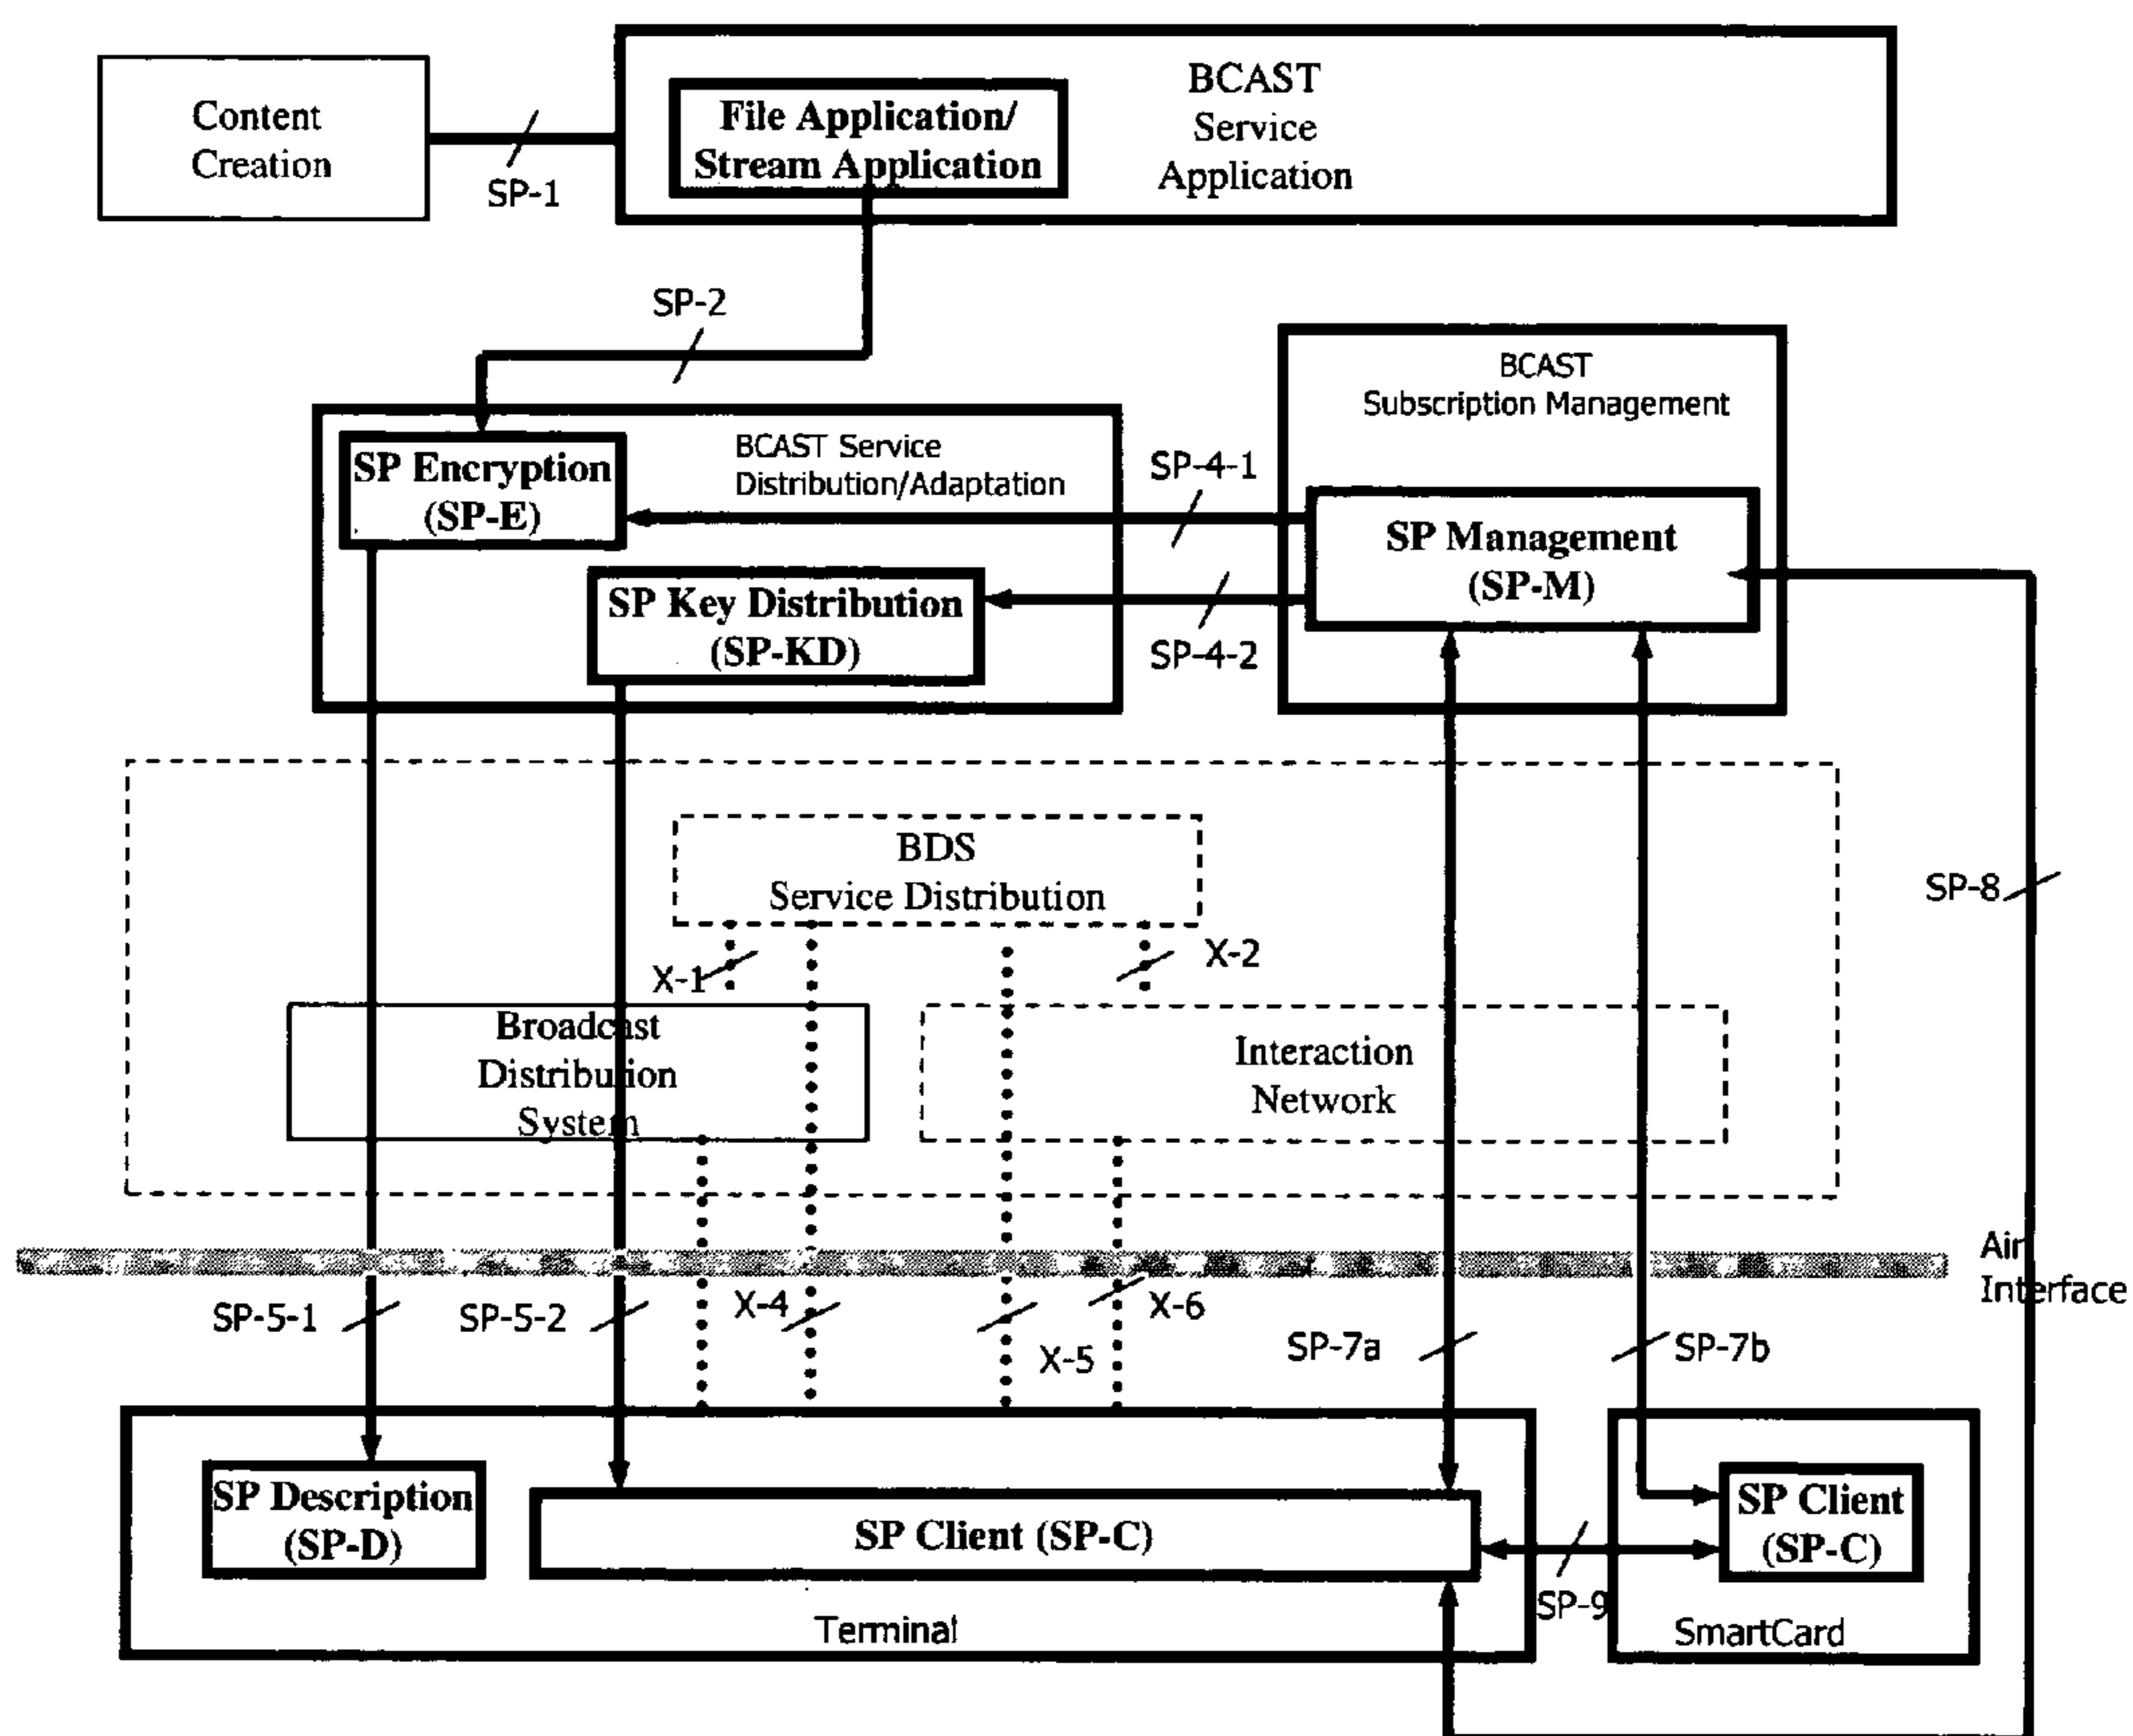 Content
Creation
SP-1
File Application/
Stream Application
BCAST
Service
Application
SP-2
BCAST
Subscription Management
SP Encryption
(SP-E)
BCAST Service
Distribution/Adaptation
SP-4-1
SP Management
(SP-M)
SP Key Distribution
(SP-KD)
SP-4-2
BDS
Service Distribution
SP-8
X-1
X-2
Broadcast
Distribution
System
Interaction
Network
Air
Interface
SP-5-1
SP-5-2
X-4
X-6
X-5
SP-7a
SP-7b
SP Description
(SP-D)
SP Client (SP-C)
SP Client
(SP-C)
SP-9
Terminal
SmartCard